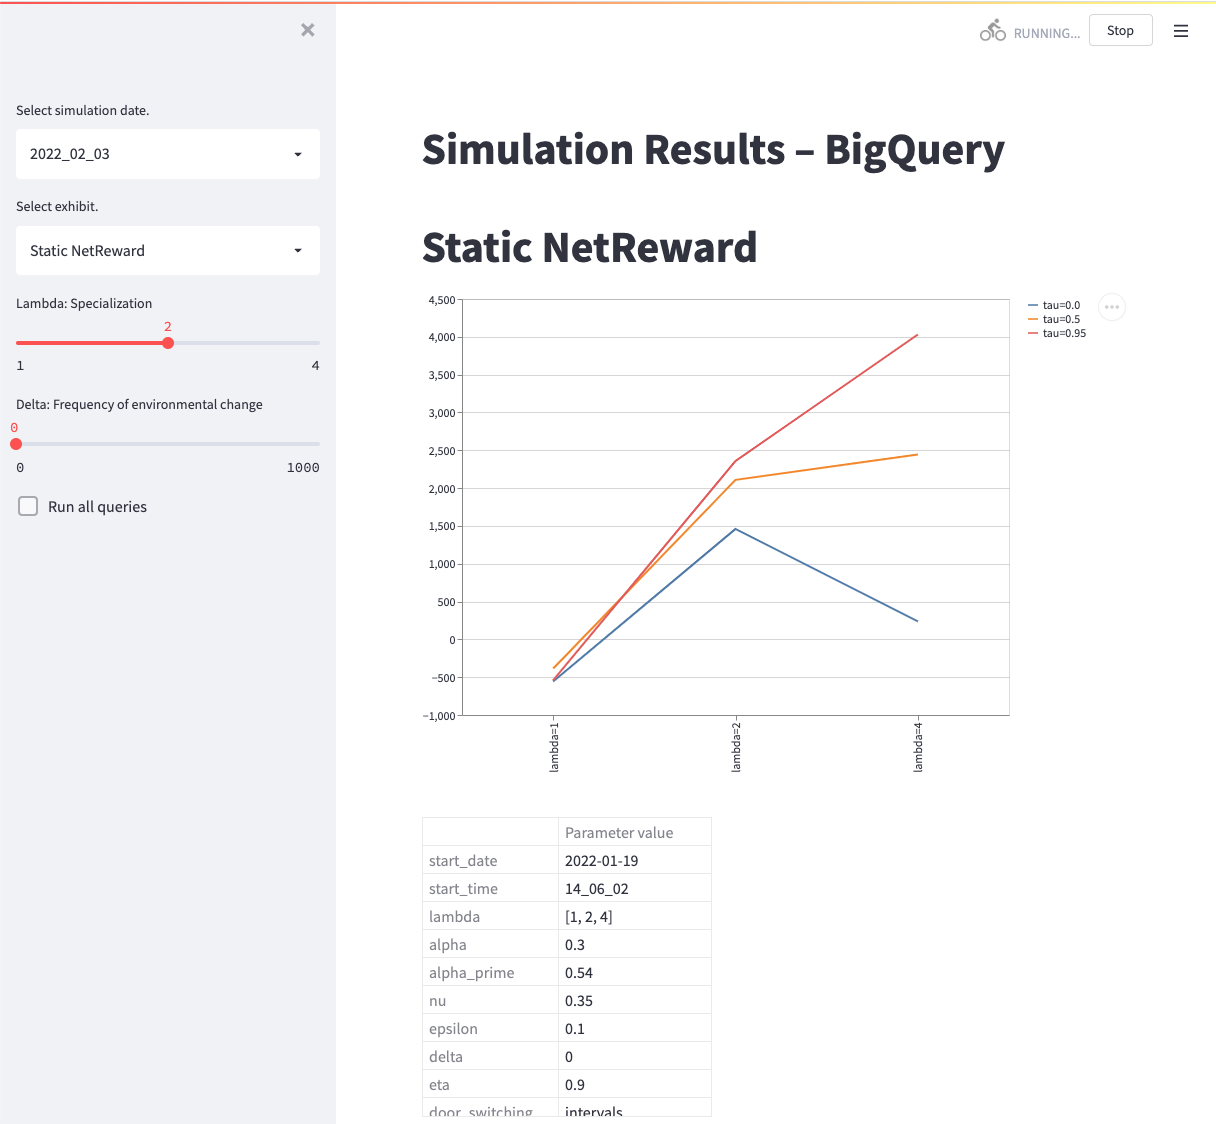 RUNNING...
Stop
Select simulation date.
2022_02_03
Select exhibit.
Static NetReward
Lambda: Specialization
2
1 4
Delta: Frequency of environmental change
0
0 1000
Run all queries
Simulation Results – BigQuery
Static NetReward
4,500
4,000
3,500
3,000
2,500
2,000
1,500
1,000
500
0
−500
−1,000
lambda=1
lambda=2
lambda=4
tau=0.0
tau=0.5
tau=0.95
Parameter value
start_date 2022-01-19
start_time 14_06_02
lambda [1, 2, 4]
alpha 0.3
alpha_prime 0.54
nu 0.35
epsilon 0.1
delta 0
eta 0.9
door_switching intervals